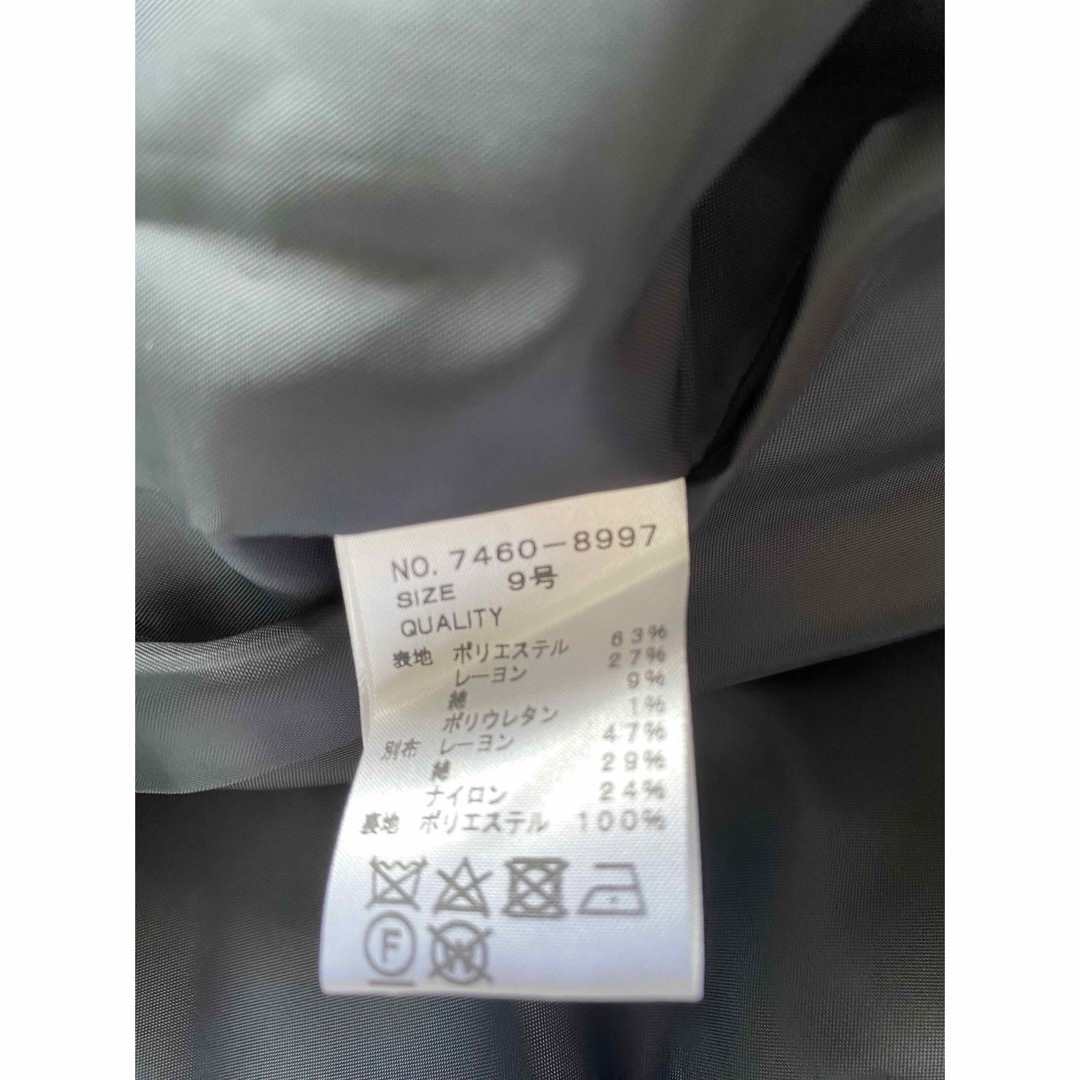 NO. 7460-8997
SIZE 9号
QUALITY
表地 ポリエステル 63%
レーヨン 27%
綿 9%
ポリウレタン 1%
別布 レーヨン 47%
綿 29%
ナイロン 24%
裏地 ポリエステル 100%
F
W